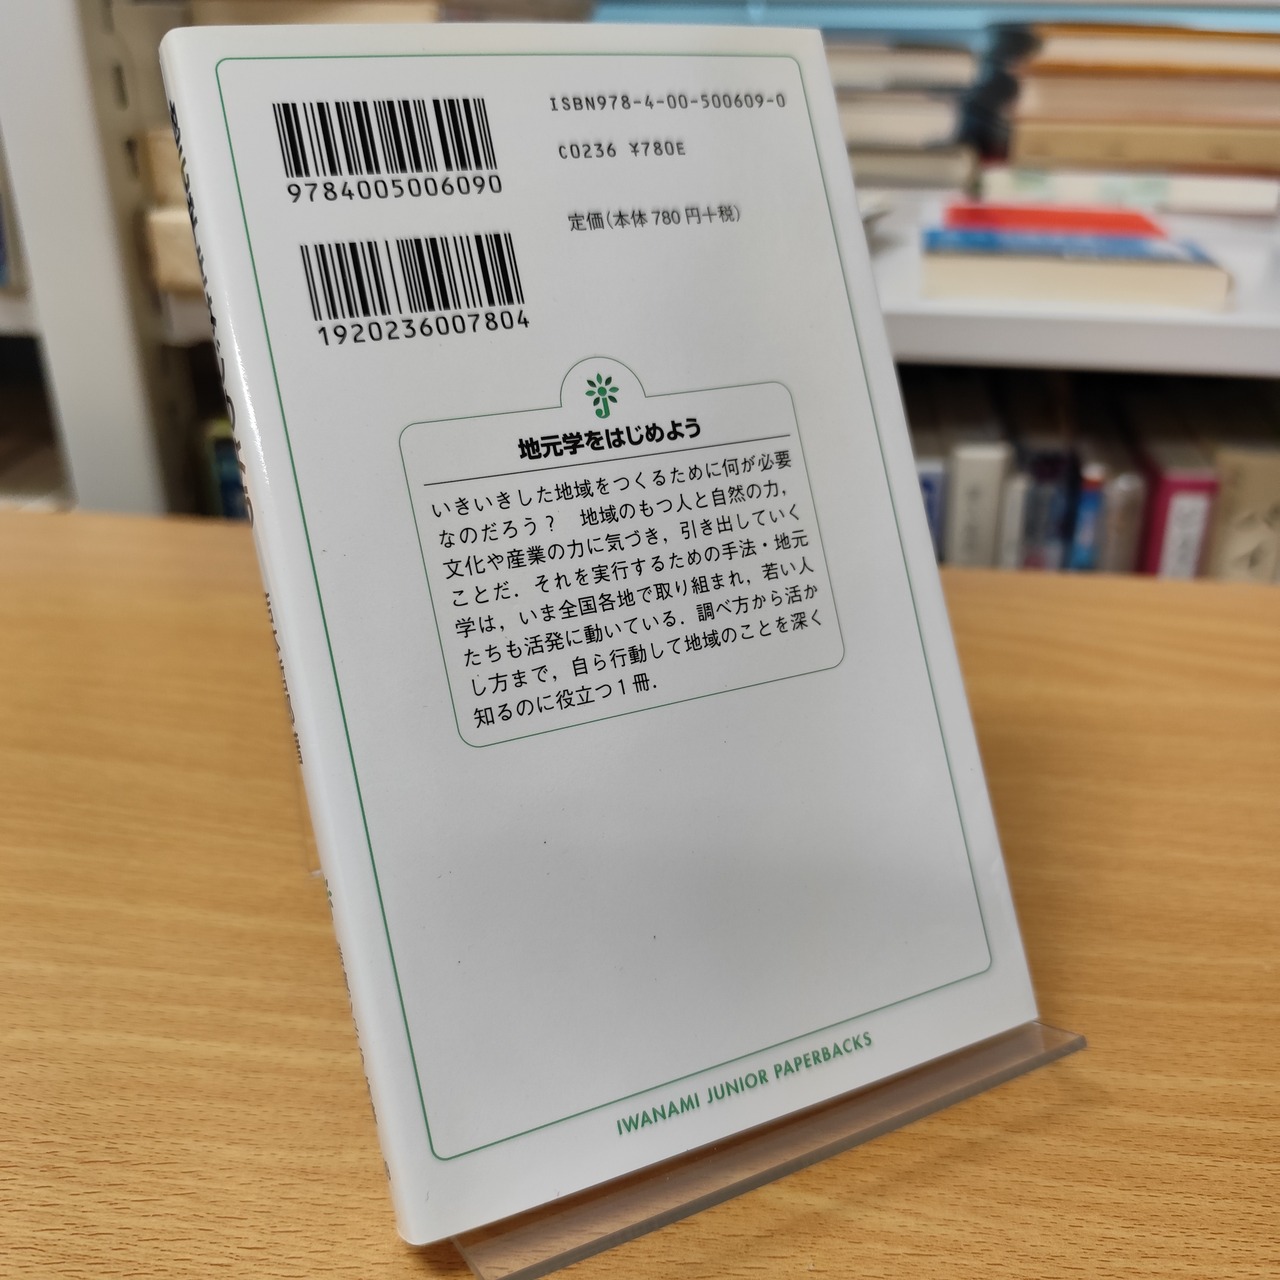 ISBN978-4-00-500609-0
C0236 ¥780E
定価(本体 780 円+税)
9784005006090
1920236007804
地元学をはじめよう
いきいきした地域をつくるために何が必要
なのだろう? 地域のもつ人と自然の力,
文化や産業の力に気づき,引き出していく
ことだ.それを実行するための手法・地元
学は,いま全国各地で取り組まれ,若い人
たちも活発に動いている.調べ方から活か
し方まで,自ら行動して地域のことを深く
知るのに役立つ1冊.
IWANAMI JUNIOR PAPERBACKS